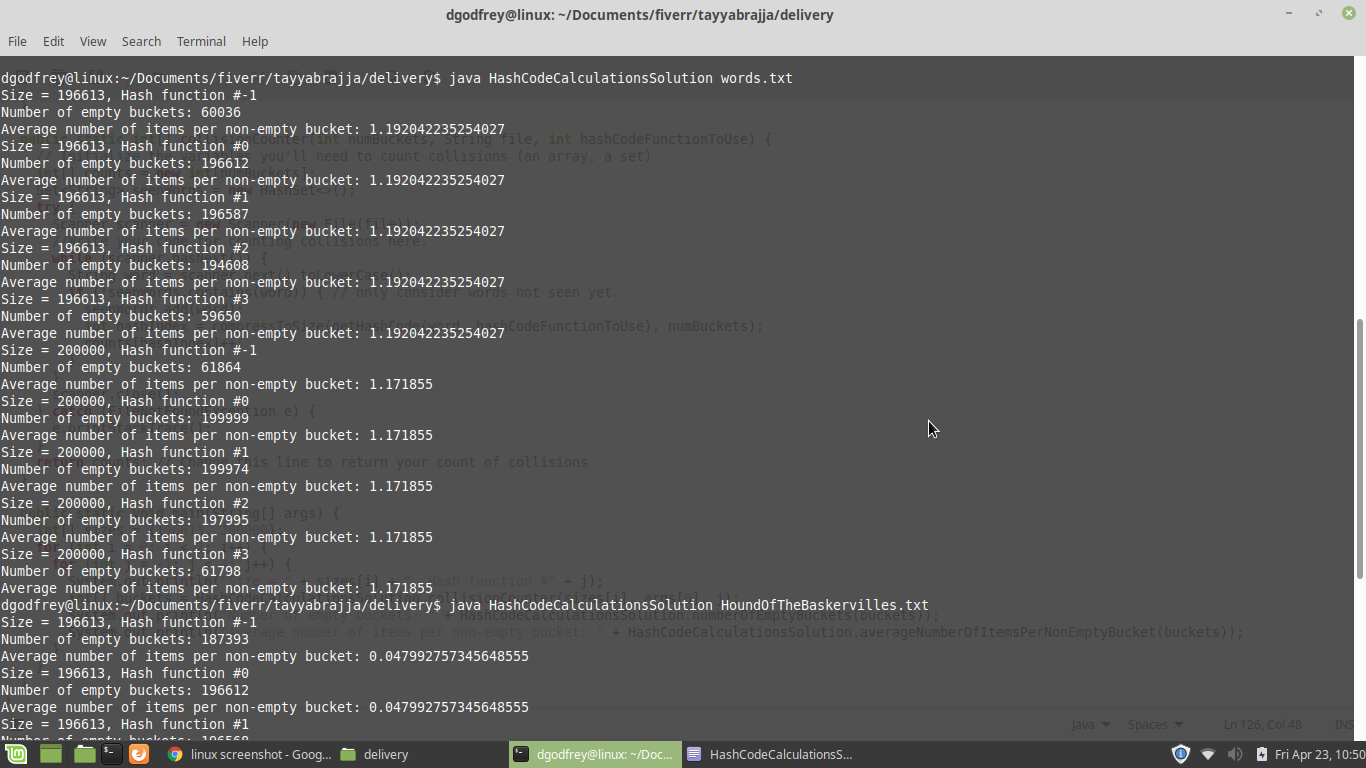 dgodfrey@linux: ~/Documents/fiverr/tayyabrajja/delivery
File Edit View Search Terminal Help
dgodfrey@linux:~/Documents/fiverr/tayyabrajja/delivery$ java HashCodeCalculationsSolution words.txt
Size = 196613, Hash function #-1
Number of empty buckets: 60036
Average number of items per non-empty bucket: 1.192042235254027
Size = 196613, Hash function #0
Number of empty buckets: 196612
Average number of items per non-empty bucket: 1.192042235254027
Size = 196613, Hash function #1
Number of empty buckets: 196587
Average number of items per non-empty bucket: 1.192042235254027
Size = 196613, Hash function #2
Number of empty buckets: 194608
Average number of items per non-empty bucket: 1.192042235254027
Size = 196613, Hash function #3
Number of empty buckets: 59650
Average number of items per non-empty bucket: 1.192042235254027
Size = 200000, Hash function #-1
Number of empty buckets: 61864
Average number of items per non-empty bucket: 1.171855
Size = 200000, Hash function #0
Number of empty buckets: 199999
Average number of items per non-empty bucket: 1.171855
Size = 200000, Hash function #1
Number of empty buckets: 199974
Average number of items per non-empty bucket: 1.171855
Size = 200000, Hash function #2
Number of empty buckets: 197995
Average number of items per non-empty bucket: 1.171855
Size = 200000, Hash function #3
Number of empty buckets: 61798
Average number of items per non-empty bucket: 1.171855
dgodfrey@linux:~/Documents/fiverr/tayyabrajja/delivery$ java HashCodeCalculationsSolution HoundOfTheBaskervilles.txt
Size = 196613, Hash function #-1
Number of empty buckets: 187393
Average number of items per non-empty bucket: 0.047992757345648555
Size = 196613, Hash function #0
Number of empty buckets: 196612
Average number of items per non-empty bucket: 0.047992757345648555
Size = 196613, Hash function #1
Java Spaces Ln 126, Col 48 INS
linux screenshot - Goog... delivery dgodfrey@linux: ~/Doc... HashCodeCalculationsS... Fri Apr 23, 10:50